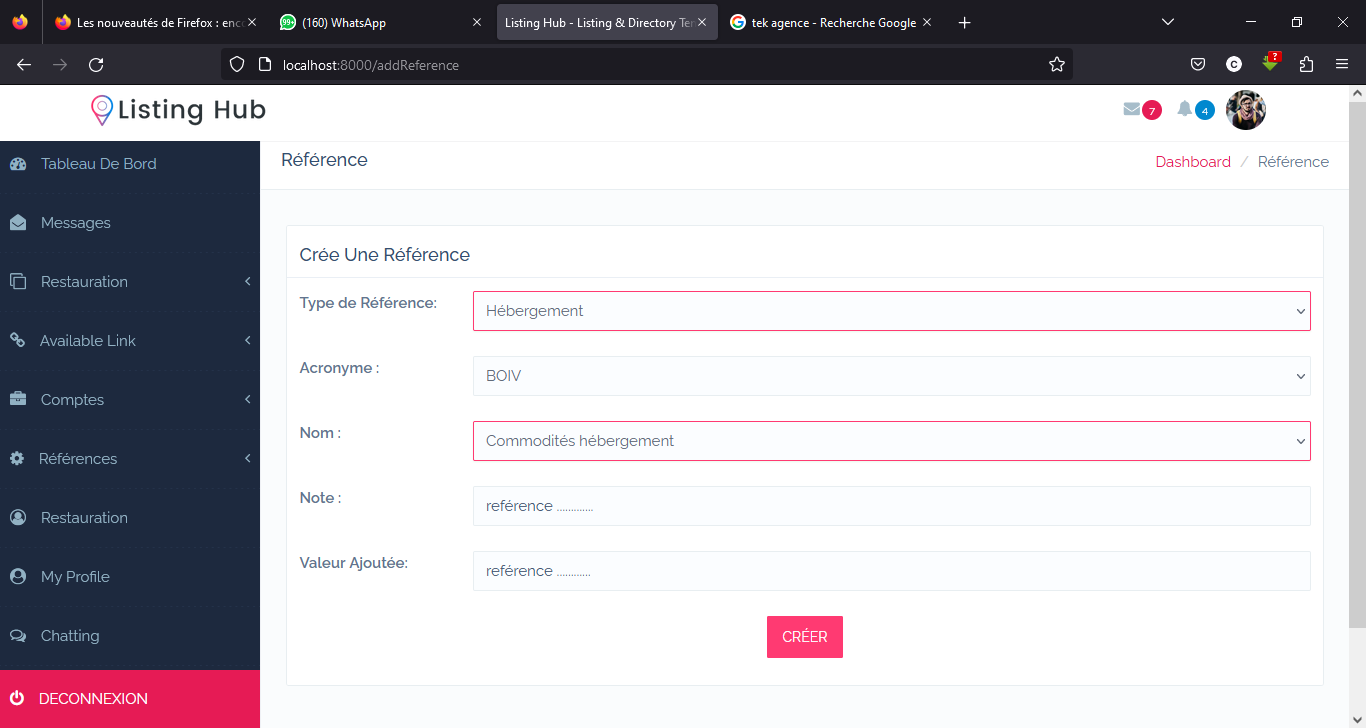 Les nouveautés de Firefox : enc
(160) WhatsApp
Listing Hub - Listing & Directory Te
tek agence - Recherche Google
99+
localhost:8000/addReference
C
?
Listing Hub
7
4
Tableau De Bord
Messages
Restauration
Available Link
Comptes
Références
Restauration
My Profile
Chatting
DECONNEXION
Référence
Dashboard / Référence
Crée Une Référence
Type de Référence:
Hébergement
Acronyme :
BOIV
Nom :
Commodités hébergement
Note :
reférence ............
Valeur Ajoutée:
reférence ...........
CRÉER